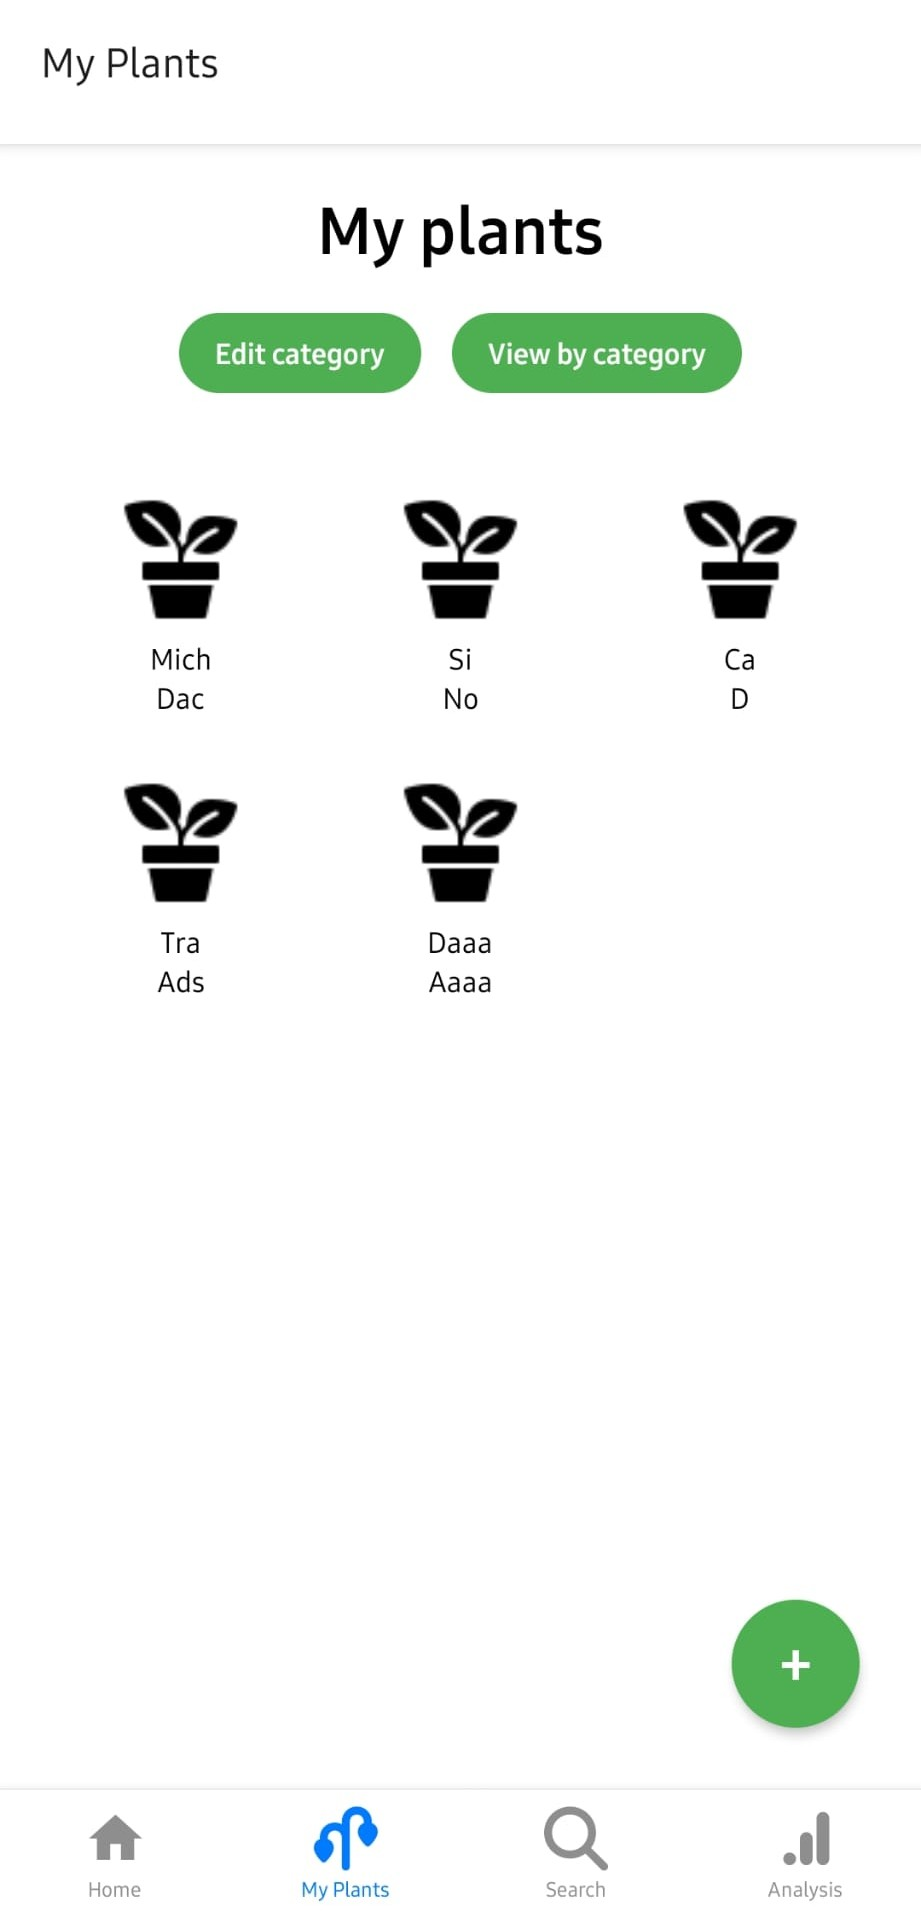 My Plants
My plants
Edit category
View by category
Mich
Dac
Si
No
Ca
D
Tra
Ads
Daaa
Aaaa
+
Home
My Plants
Search
Analysis